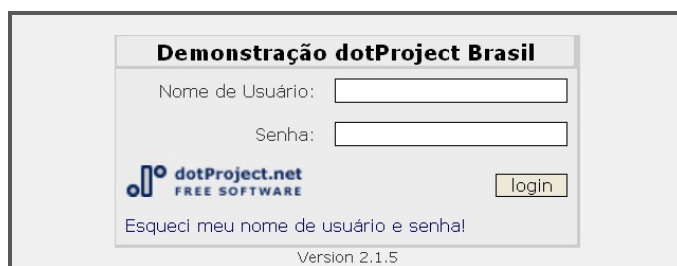 Demonstração dotProject Brasil
Nome de Usuário:
Senha:
dotProject.net
FREE SOFTWARE
login
Esqueci meu nome de usuário e senha!
Version 2.1.5